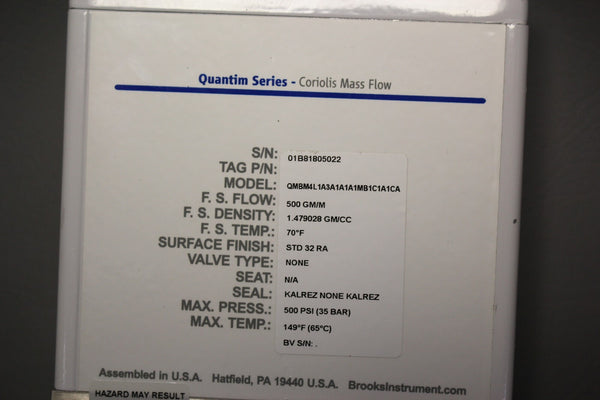 Quantim Series - Coriolis Mass Flow
S/N: 01B81805022
TAG P/N:
MODEL: QMBM4L1A3A1A1A1MB1C1A1CA
F. S. FLOW: 500 GM/M
F. S. DENSITY: 1.479028 GM/CC
F. S. TEMP.: 70°F
SURFACE FINISH: STD 32 RA
VALVE TYPE: NONE
SEAT: N/A
SEAL: KALREZ NONE KALREZ
MAX. PRESS.: 500 PSI (35 BAR)
MAX. TEMP.: 149°F (65°C)
BV S/N: .
Assembled in U.S.A. Hatfield, PA 19440 U.S.A. BrooksInstrument.com
HAZARD MAY RESULT